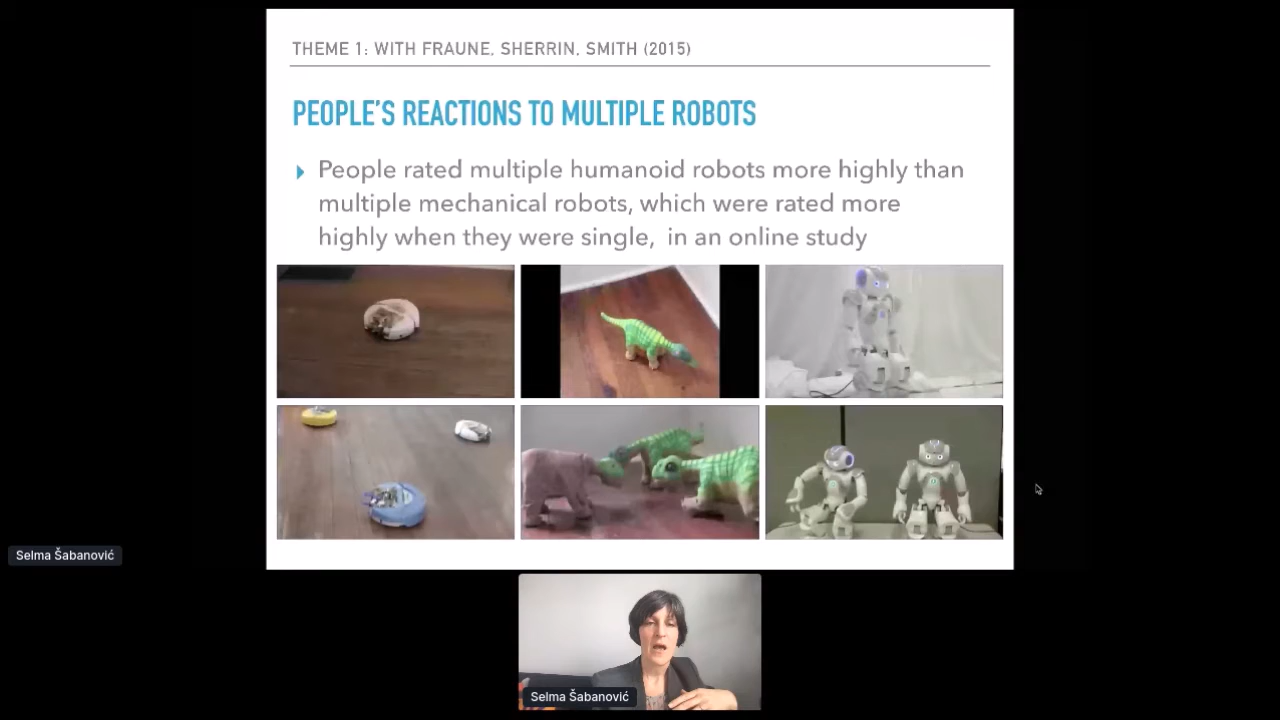 THEME 1: WITH FRAUNE, SHERRIN, SMITH (2015)
PEOPLE'S REACTIONS TO MULTIPLE ROBOTS
People rated multiple humanoid robots more highly than
multiple mechanical robots, which were rated more
highly when they were single, in an online study
Selma Šabanović
Selma Šabanović